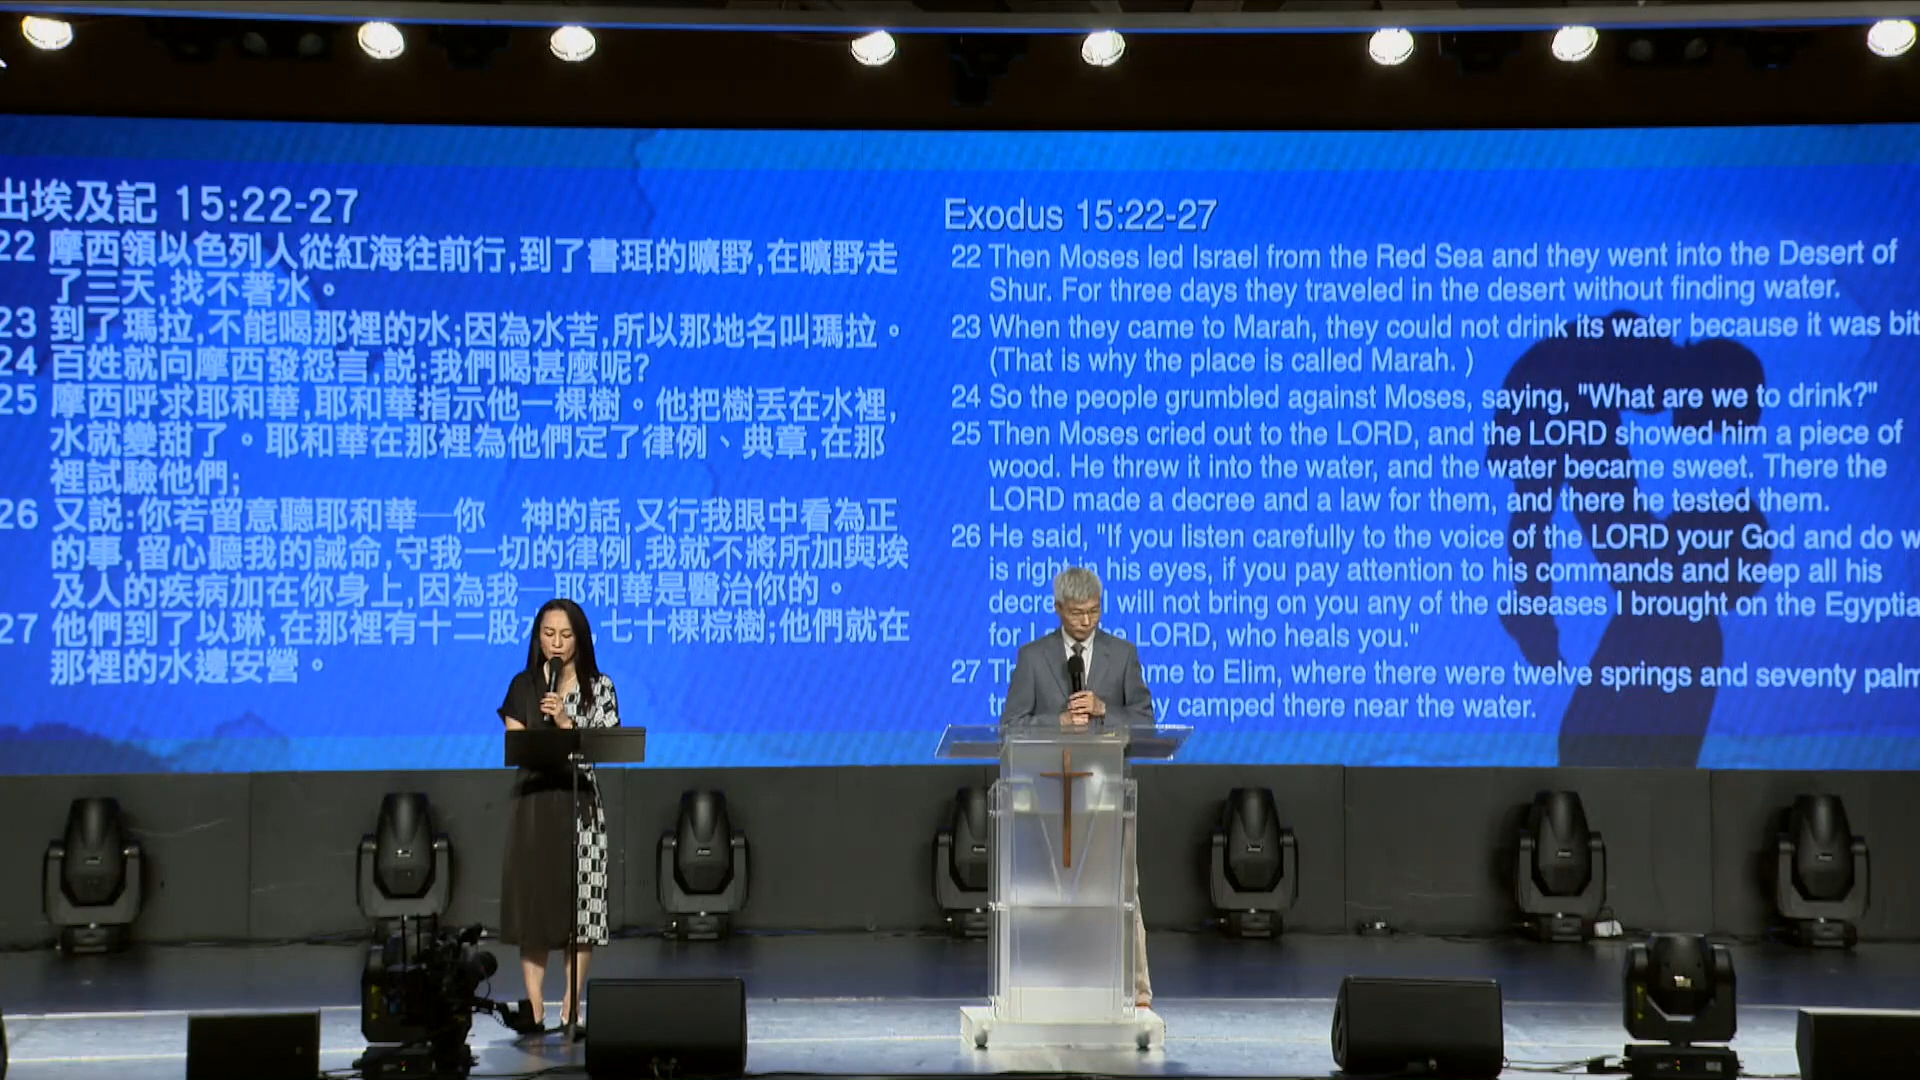 出埃及記 15:22-27
22 摩西領以色列人從紅海往前行,到了書珥的曠野,在曠野走
了三天,找不著水。
23 到了瑪拉,不能喝那裡的水;因為水苦,所以那地名叫瑪拉。
24 百姓就向摩西發怨言,說:我們喝甚麼呢?
25 摩西呼求耶和華,耶和華指示他一棵樹。他把樹丟在水裡,
水就變甜了。耶和華在那裡為他們定了律例、典章,在那
裡試驗他們;
26 又說:你若留意聽耶和華─你　神的話,又行我眼中看為正
的事,留心聽我的誡命,守我一切的律例,我就不將所加與埃
及人的疾病加在你身上,因為我─耶和華是醫治你的。
27 他們到了以琳,在那裡有十二股水 ,七十棵棕樹;他們就在
那裡的水邊安營。
Exodus 15:22-27
22 Then Moses led Israel from the Red Sea and they went into the Desert of
Shur. For three days they traveled in the desert without finding water.
23 When they came to Marah, they could not drink its water because it was bit
(That is why the place is called Marah. )
24 So the people grumbled against Moses, saying, "What are we to drink?"
25 Then Moses cried out to the LORD, and the LORD showed him a piece of
wood. He threw it into the water, and the water became sweet. There the
LORD made a decree and a law for them, and there he tested them.
26 He said, "If you listen carefully to the voice of the LORD your God and do w
is right in his eyes, if you pay attention to his commands and keep all his
decre I will not bring on you any of the diseases I brought on the Egyptia
for I LORD, who heals you."
27 Th me to Elim, where there were twelve springs and seventy palm
tr y camped there near the water.